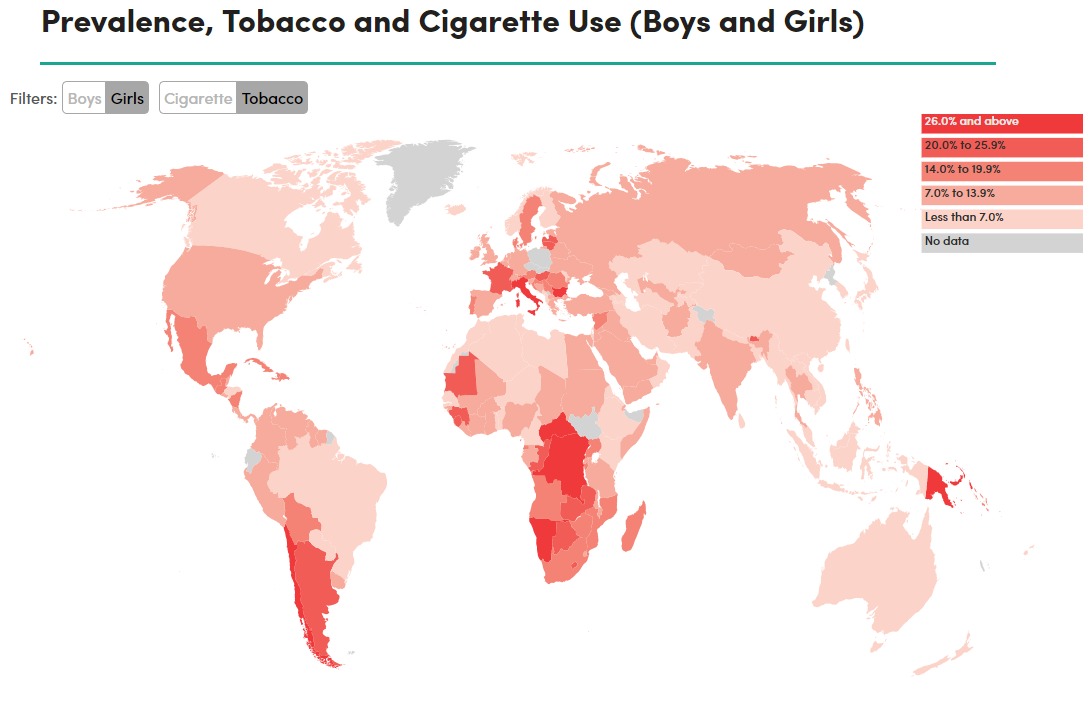 Prevalence, Tobacco and Cigarette Use (Boys and Girls)
Filters: Boys Girls Cigarette Tobacco
26.0% and above
20.0% to 25.9%
14.0% to 19.9%
7.0% to 13.9%
Less than 7.0%
No data